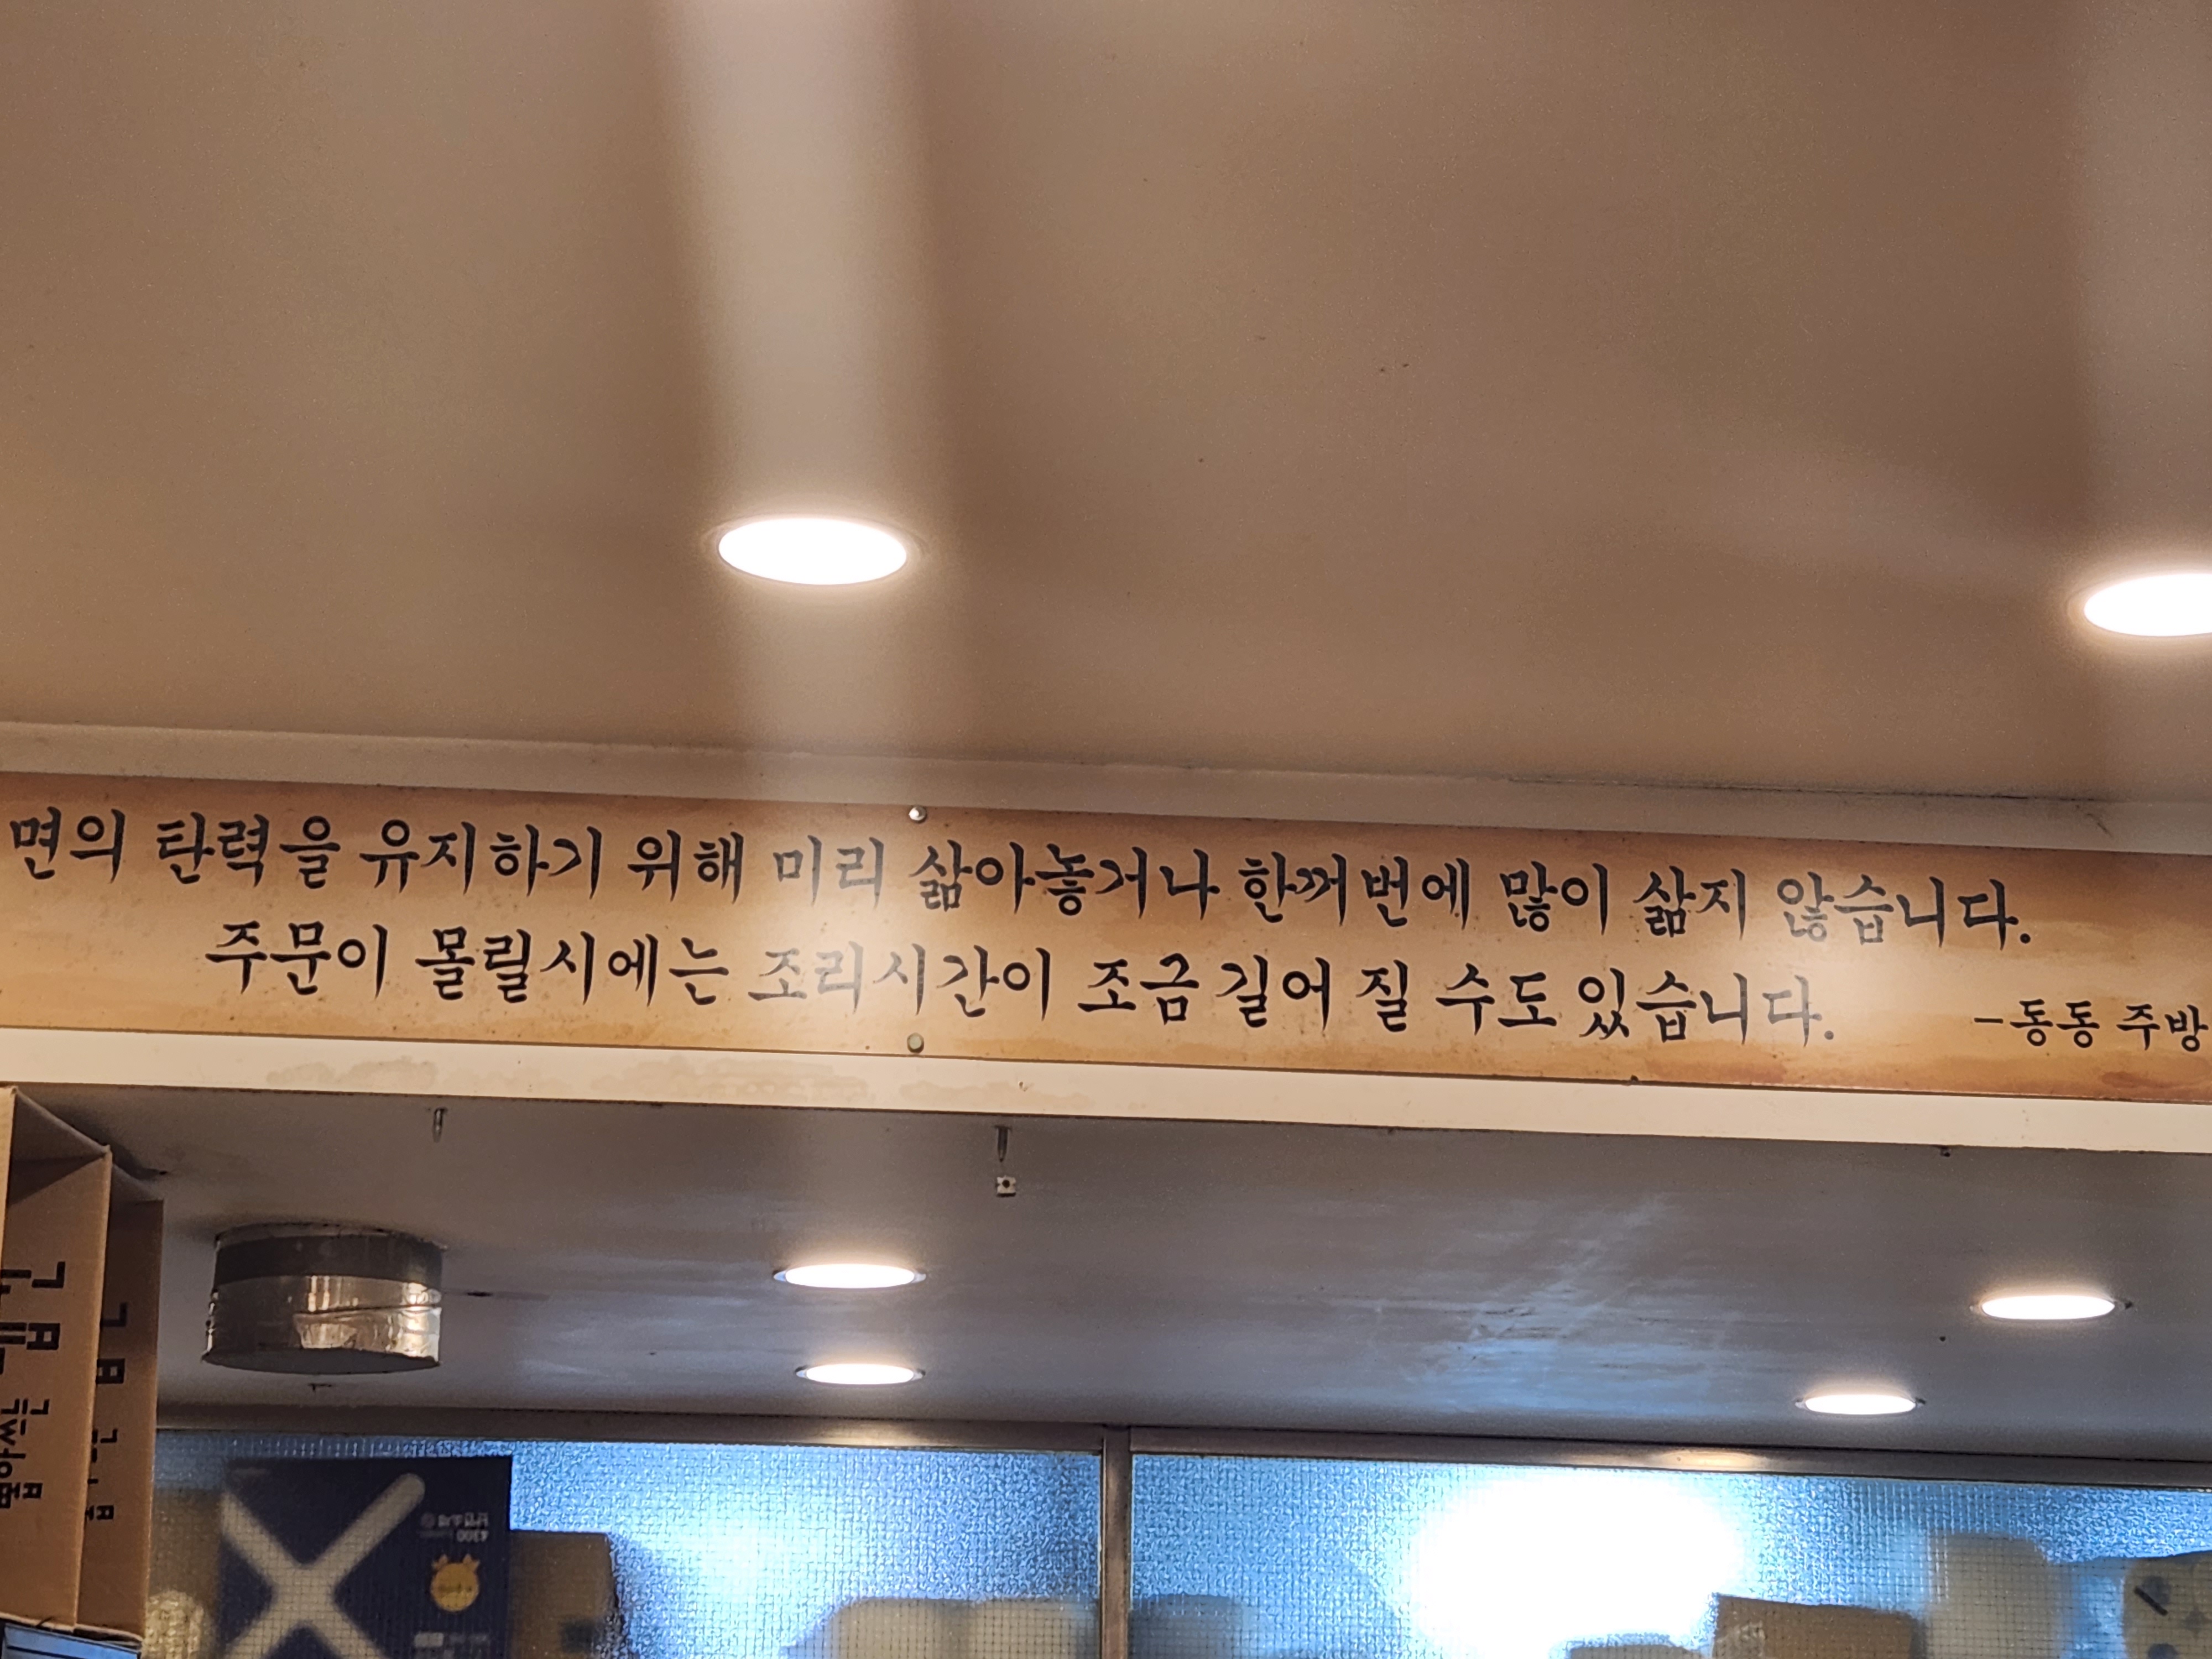 면의 탄력을 유지하기 위해 미리 삶아놓거나 한꺼번에 많이 삶지 않습니다.
주문이 몰릴시에는 조리시간이 조금 길어 질 수도 있습니다.
-동동 주방
4300